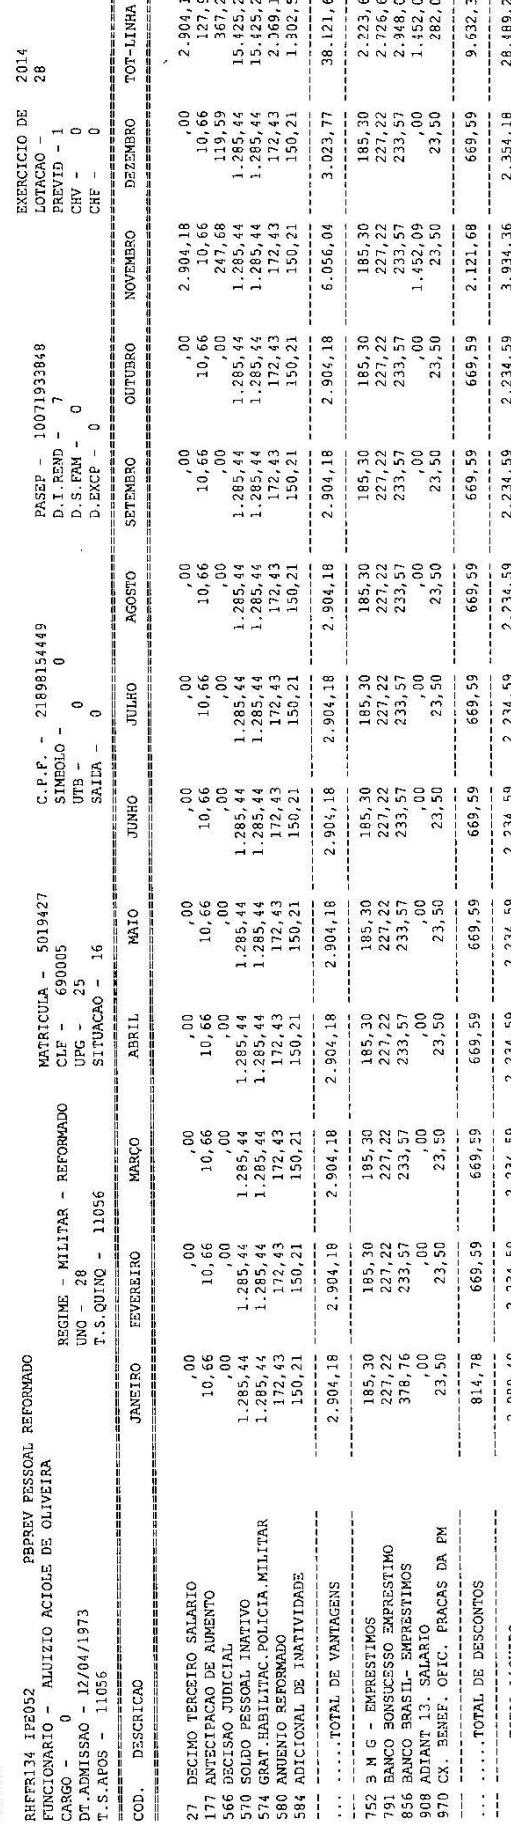 RHFFR134 IPE052 PBPREV PESSOAL REFORMADO EXERCICIO DE 2014
FUNCIONARIO - ALUIZIO ACIOLE DE OLIVEIRA REGIME - MILITAR - REFORMADO MATRICULA - 5019427 C.P.F. - 21898154449 PASEP - 10071933848 LOTACAO - 28
CARGO - 0 UNO - 28 CLF - 690005 SIMBOLO - 0 D.I.REND - 7 PREVID - 1
DT.ADMISSAO - 12/04/1973 T.S.QUINQ - 11056 UPG - 25 UTB - 0 D.S.FAM - 0 CHV - 0
T.S.APOS - 11056 SITUACAO - 16 SAIDA - 0 D.EXCP - 0 CHF - 0
COD. DESCRICAO JANEIRO FEVEREIRO MARÇO ABRIL MAIO JUNHO JULHO AGOSTO SETEMBRO OUTUBRO NOVEMBRO DEZEMBRO TOT-LINHA
27 DECIMO TERCEIRO SALARIO ,00 ,00 ,00 ,00 ,00 ,00 ,00 ,00 ,00 ,00 2.904,18 ,00 2.904,1
177 ANTECIPACAO DE AUMENTO 10,66 10,66 10,66 10,66 10,66 10,66 10,66 10,66 10,66 10,66 10,66 10,66 127,9
566 DECISAO JUDICIAL ,00 ,00 ,00 ,00 ,00 ,00 ,00 ,00 ,00 ,00 247,68 119,59 367,2
570 SOLDO PESSOAL INATIVO 1.285,44 1.285,44 1.285,44 1.285,44 1.285,44 1.285,44 1.285,44 1.285,44 1.285,44 1.285,44 1.285,44 1.285,44 15.425,2
574 GRAT.HABILITAC.POLICIA.MILITAR 1.285,44 1.285,44 1.285,44 1.285,44 1.285,44 1.285,44 1.285,44 1.285,44 1.285,44 1.285,44 1.285,44 1.285,44 15.425,2
580 ANUENIO REFORMADO 172,43 172,43 172,43 172,43 172,43 172,43 172,43 172,43 172,43 172,43 172,43 172,43 2.069,1
584 ADICIONAL DE INATIVIDADE 150,21 150,21 150,21 150,21 150,21 150,21 150,21 150,21 150,21 150,21 150,21 150,21 1.802,5
... .....TOTAL DE VANTAGENS 2.904,18 2.904,18 2.904,18 2.904,18 2.904,18 2.904,18 2.904,18 2.904,18 2.904,18 2.904,18 6.056,04 3.023,77 38.121,6
752 B M G - EMPRESTIMOS 185,30 185,30 185,30 185,30 185,30 185,30 185,30 185,30 185,30 185,30 185,30 185,30 2.223,6
791 BANCO BONSUCESSO EMPRESTIMO 227,22 227,22 227,22 227,22 227,22 227,22 227,22 227,22 227,22 227,22 227,22 227,22 2.726,6
856 BANCO BRASIL- EMPRESTIMOS 378,76 233,57 233,57 233,57 233,57 233,57 233,57 233,57 233,57 233,57 233,57 233,57 2.948,0
908 ADIANT 13. SALARIO ,00 ,00 ,00 ,00 ,00 ,00 ,00 ,00 ,00 ,00 1.452,09 ,00 1.452,0
970 CX. BENEF. OFIC. PRACAS DA PM 23,50 23,50 23,50 23,50 23,50 23,50 23,50 23,50 23,50 23,50 23,50 23,50 282,0
... .....TOTAL DE DESCONTOS 814,78 669,59 669,59 669,59 669,59 669,59 669,59 669,59 669,59 669,59 2.121,68 669,59 9.632,3
2.234,59 2.234,59 2.234,59 2.234,59 2.234,59 2.234,59 2.234,59 2.234,59 2.234,59 3.934,36 2.354,18 28.489,2